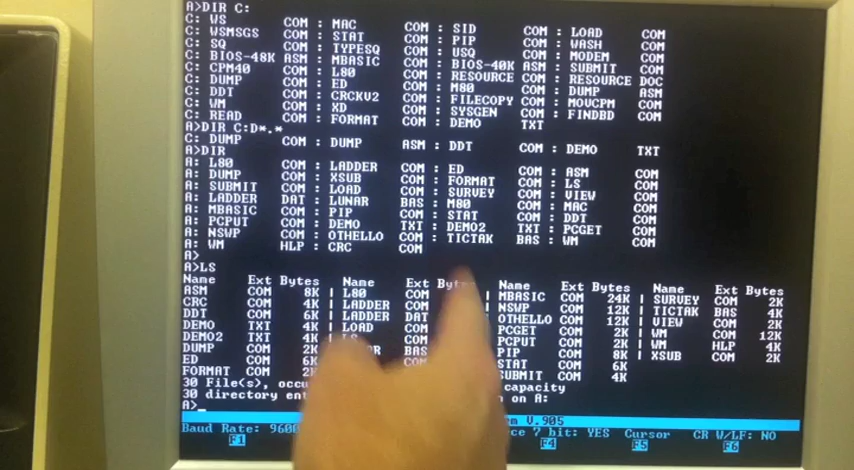 A>DIR C:
C: WS COM : MAC COM : SID COM : LOAD COM
C: WSMSGS COM : STAT COM : PIP COM : WASH COM
C: SQ COM : TYPESQ COM : USQ COM : MODEM COM
C: BIOS-48K ASM : MBASIC COM : BIOS-40K ASM : SUBMIT COM
C: CPM40 COM : L80 COM : RESOURCE COM : RESOURCE DOC
C: DUMP COM : ED COM : M80 COM : DUMP ASM
C: DDT COM : CRCKV2 COM : FILECOPY COM : MOVCPM COM
C: WM COM : XD COM : SYSGEN COM : FINDBD COM
C: READ COM : FORMAT COM : DEMO TXT
A>DIR C:D*.*
C: DUMP COM : DUMP ASM : DDT COM : DEMO TXT
A>DIR
A: L80 COM : LADDER COM : ED COM : ASM COM
A: DUMP COM : XSUB COM : FORMAT COM : LS COM
A: SUBMIT COM : LOAD COM : SURVEY COM : VIEW COM
A: LADDER DAT : LUNAR BAS : M80 COM : MAC COM
A: MBASIC COM : PIP COM : STAT COM : DDT COM
A: PCPUT COM : DEMO TXT : DEMO2 TXT : PCGET COM
A: NSWP COM : OTHELLO COM : TICTAK BAS : WM COM
A: WM HLP : CRC COM
A>
A>LS
Name Ext Bytes | Name Ext Bytes | Name Ext Bytes | Name Ext Bytes
ASM COM 8K | L80 COM | MBASIC COM 24K | SURVEY COM 2K
CRC COM 4K | LADDER COM | NSWP COM 12K | TICTAK BAS 4K
DDT COM 6K | LADDER DAT | OTHELLO COM 12K | VIEW COM 2K
DEMO TXT 4K | LOAD COM PCGET COM 2K | WM COM 12K
DEMO2 TXT 4K | PCPUT COM 2K | WM HLP 4K
DUMP COM 2K BAS PIP COM 8K | XSUB COM 2K
ED COM 6K COM STAT COM 6K
FORMAT COM 2K SUBMIT COM 4K
30 File(s), capacity
30 directory on A:
A>
V.905
Baud Rate: 9600 7 bit: YES Cursor CR W/LF: NO
F1 F4 F5 F6